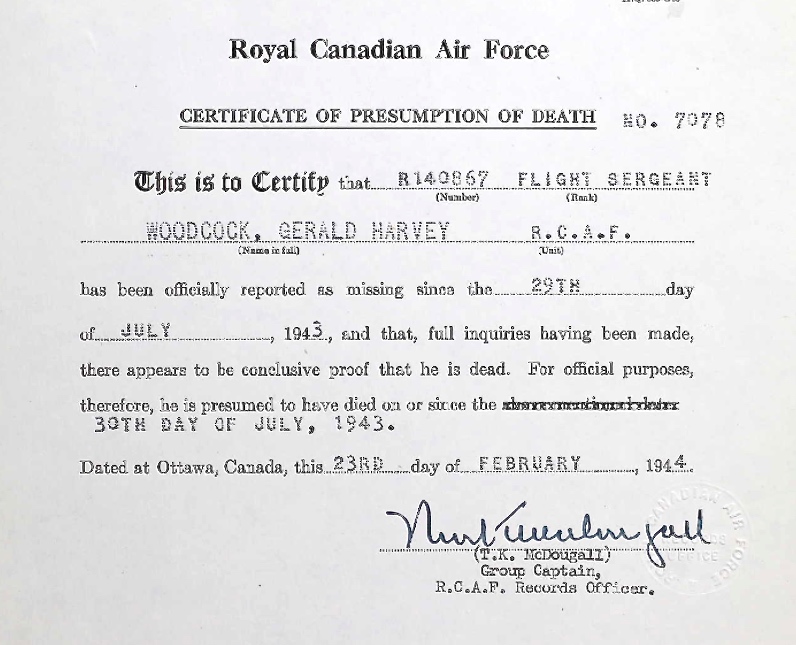 Royal Canadian Air Force
CERTIFICATE OF PRESUMPTION OF DEATH NO. 7078
This is to Certify that R140867 FLIGHT SERGEANT
(Number) (Rank)
WOODCOCK, GERALD HARVEY R.C.A.F.
(Name in full) (Unit)
has been officially reported as missing since the 29TH day
of JULY, 1943, and that, full inquiries having been made,
there appears to be conclusive proof that he is dead. For official purposes,
therefore, he is presumed to have died on or since the
30TH DAY OF JULY, 1943.
Dated at Ottawa, Canada, this 23RD day of FEBRUARY, 1944.
(T.K. McDougall)
Group Captain,
R.C.A.F. Records Officer.
CANADIAN AIR FORCE
OFFICE